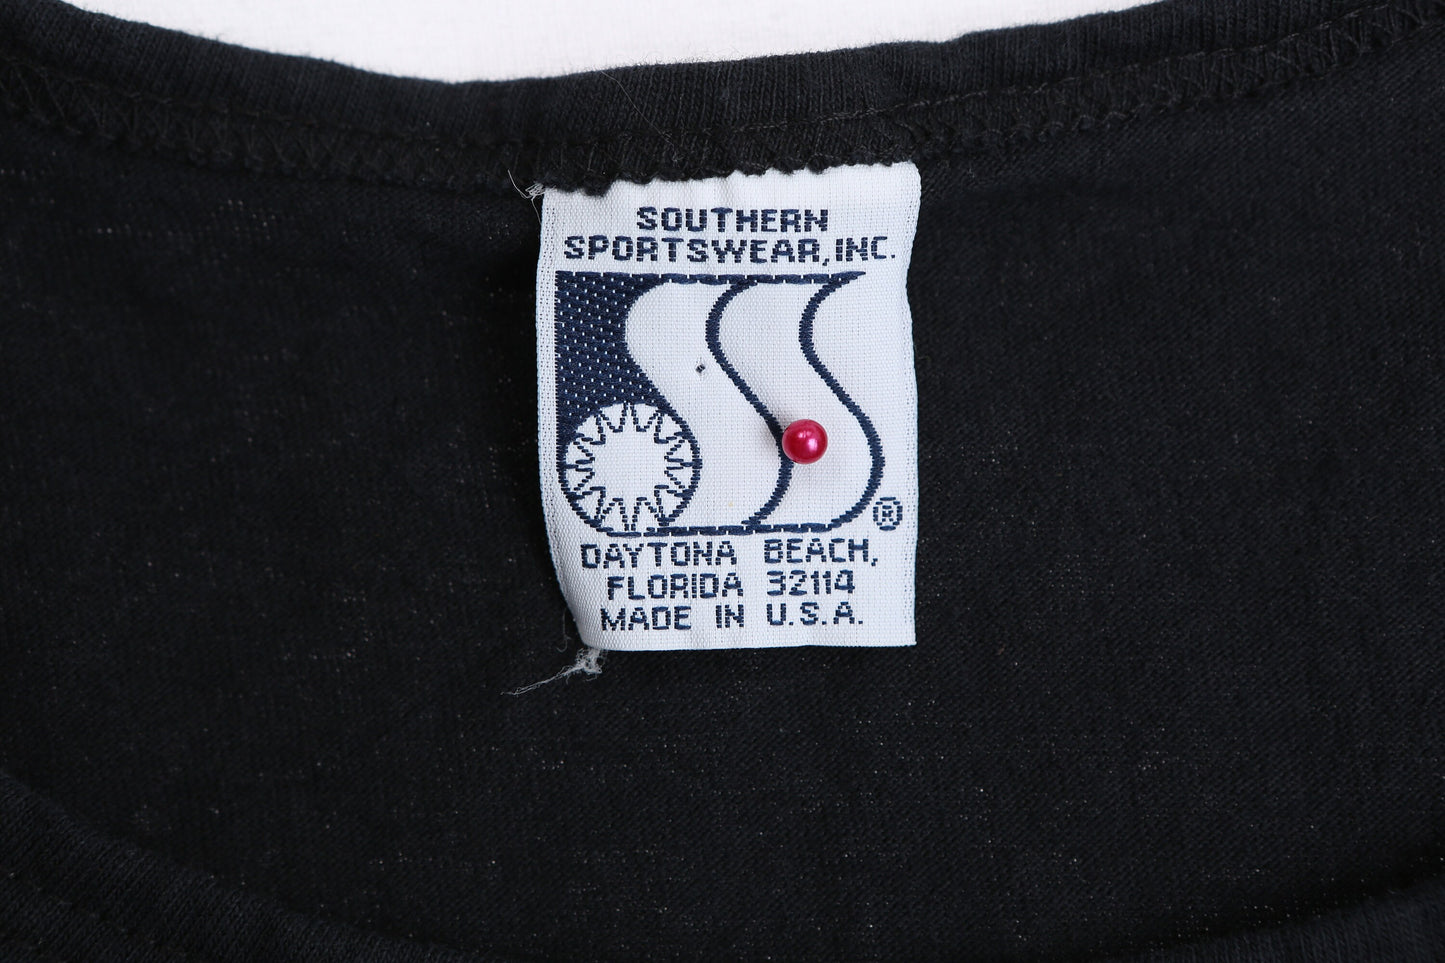 SOUTHERN
SPORTSWEAR, INC.
®
DAYTONA BEACH,
FLORIDA 32114
MADE IN U.S.A.